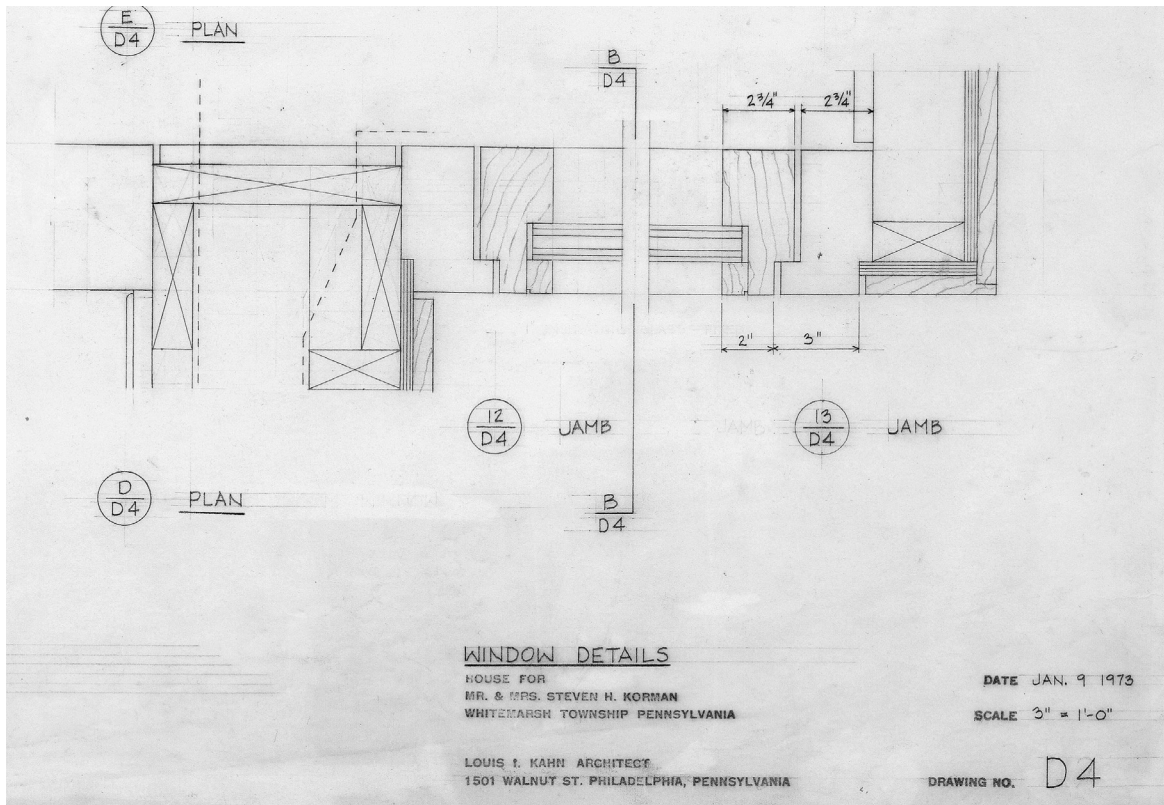 E
D4
PLAN
B
D4
2 3/4"
2 3/4"
2"
3"
12
D4
JAMB
13
D4
JAMB
D
D4
PLAN
B
D4
WINDOW DETAILS
HOUSE FOR
MR. & MRS. STEVEN H. KORMAN
WHITEMARSH TOWNSHIP PENNSYLVANIA
DATE JAN. 9 1973
SCALE 3" = 1'-0"
LOUIS I. KAHN ARCHITECT
1501 WALNUT ST. PHILADELPHIA, PENNSYLVANIA
DRAWING NO. D4